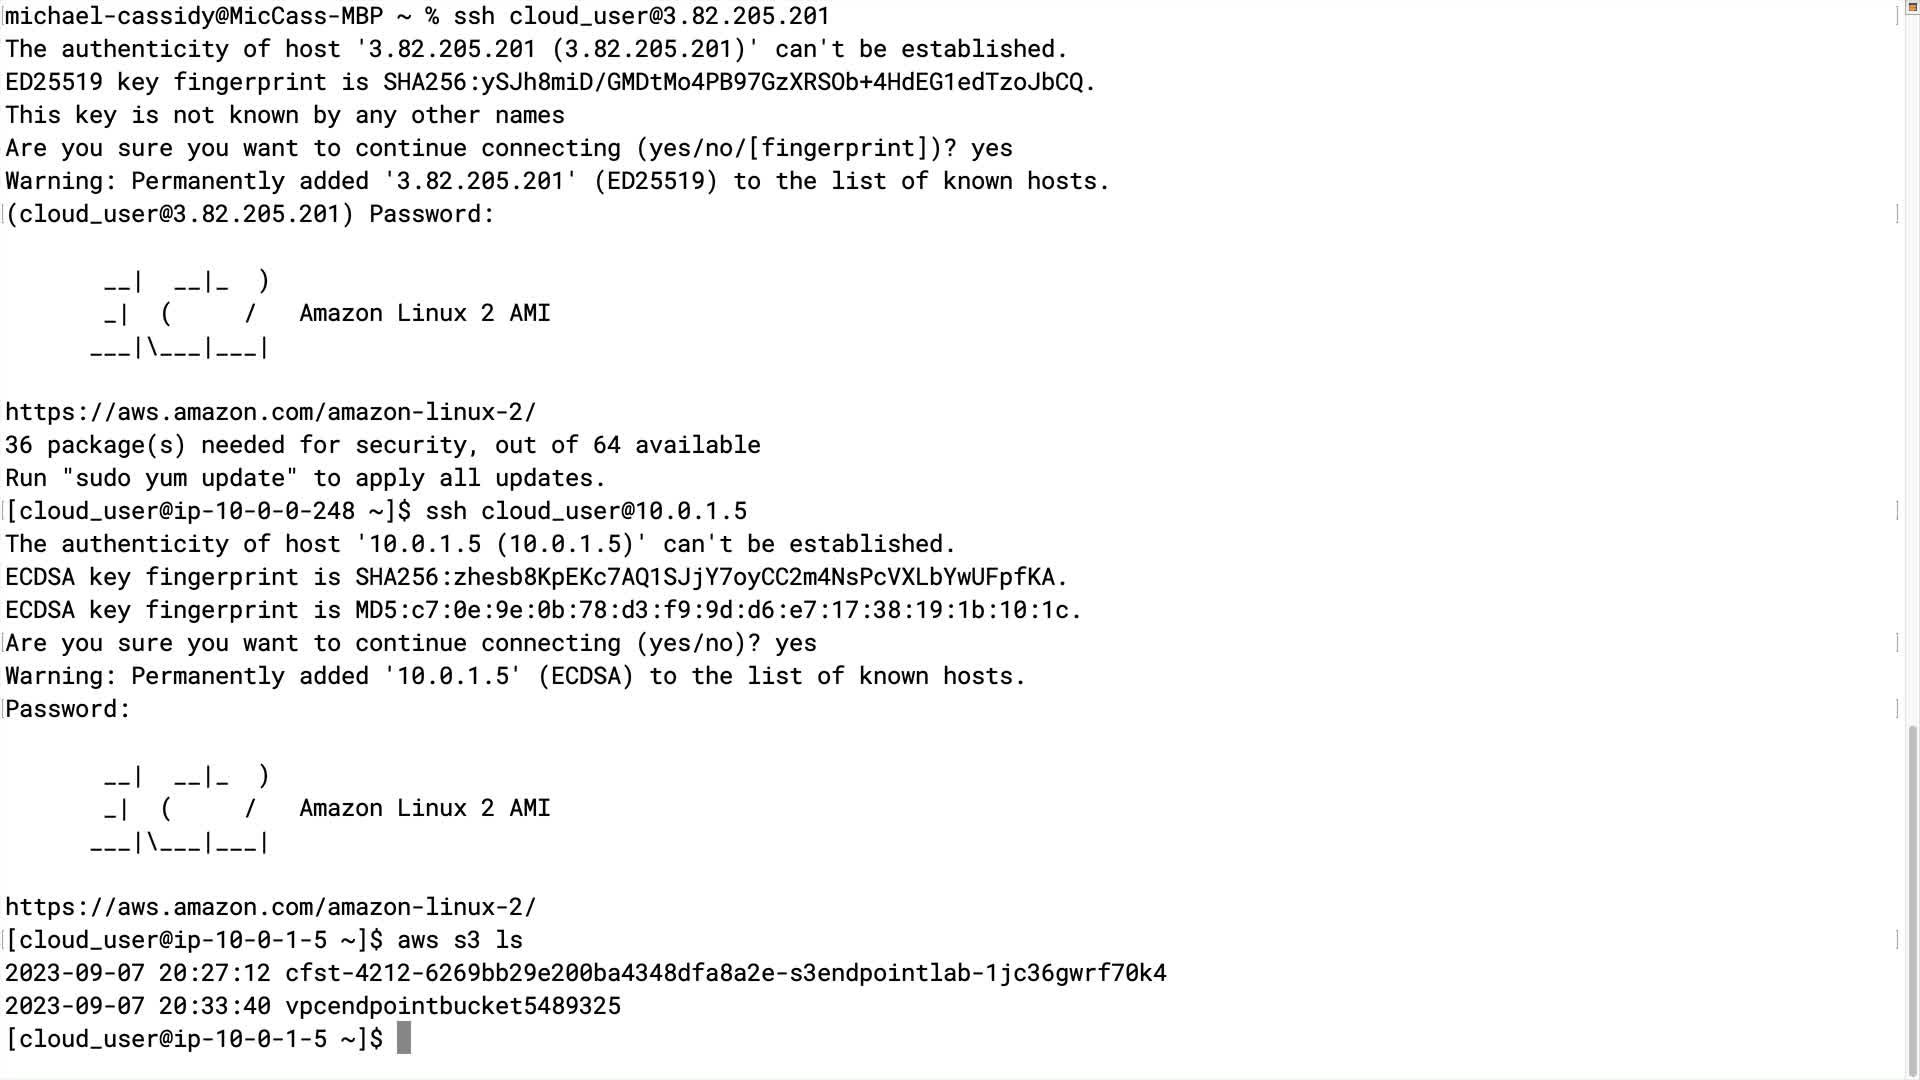 michael-cassidy@MicCass-MBP ~ % ssh cloud_user@3.82.205.201
The authenticity of host '3.82.205.201 (3.82.205.201)' can't be established.
ED25519 key fingerprint is SHA256:ySJh8miD/GMDtMo4PB97GzXRSOb+4HdEG1edTzoJbCQ.
This key is not known by any other names
Are you sure you want to continue connecting (yes/no/[fingerprint])? yes
Warning: Permanently added '3.82.205.201' (ED25519) to the list of known hosts.
(cloud_user@3.82.205.201) Password:
       __|  __|_  )
       _|  (     /   Amazon Linux 2 AMI
      ___|\___|___|
https://aws.amazon.com/amazon-linux-2/
36 package(s) needed for security, out of 64 available
Run "sudo yum update" to apply all updates.
[cloud_user@ip-10-0-0-248 ~]$ ssh cloud_user@10.0.1.5
The authenticity of host '10.0.1.5 (10.0.1.5)' can't be established.
ECDSA key fingerprint is SHA256:zhesb8KpEKc7AQ1SJjY7oyCC2m4NsPcVXLbYwUFpfKA.
ECDSA key fingerprint is MD5:c7:0e:9e:0b:78:d3:f9:9d:d6:e7:17:38:19:1b:10:1c.
Are you sure you want to continue connecting (yes/no)? yes
Warning: Permanently added '10.0.1.5' (ECDSA) to the list of known hosts.
Password:
       __|  __|_  )
       _|  (     /   Amazon Linux 2 AMI
      ___|\___|___|
https://aws.amazon.com/amazon-linux-2/
[cloud_user@ip-10-0-1-5 ~]$ aws s3 ls
2023-09-07 20:27:12 cfst-4212-6269bb29e200ba4348dfa8a2e-s3endpointlab-1jc36gwrf70k4
2023-09-07 20:33:40 vpcendpointbucket5489325
[cloud_user@ip-10-0-1-5 ~]$